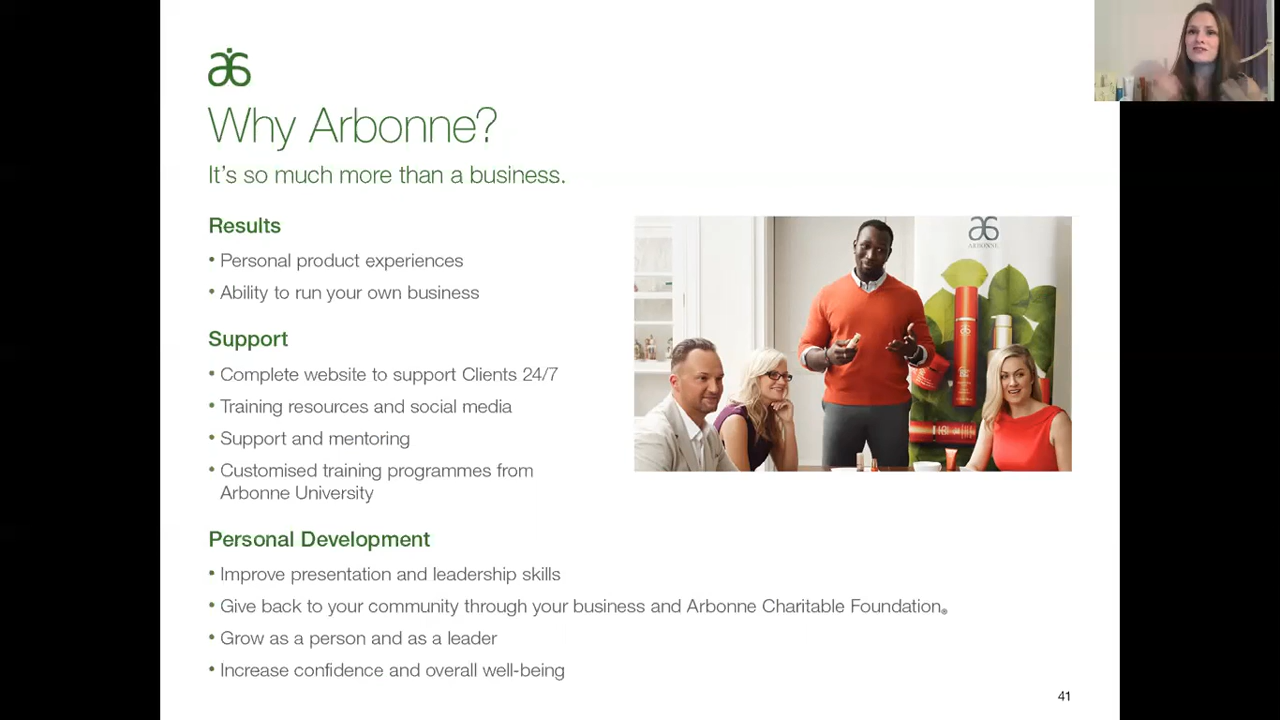 Why Arbonne?
It's so much more than a business.
Results
• Personal product experiences
• Ability to run your own business
Support
• Complete website to support Clients 24/7
• Training resources and social media
• Support and mentoring
• Customised training programmes from
Arbonne University
Personal Development
• Improve presentation and leadership skills
• Give back to your community through your business and Arbonne Charitable Foundation®
• Grow as a person and as a leader
• Increase confidence and overall well-being
ARBONNE
41